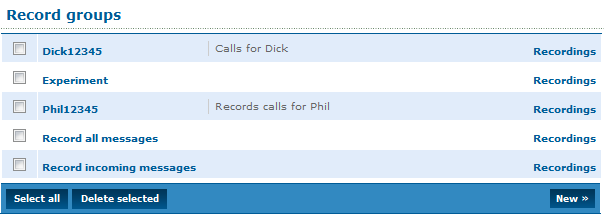 Record groups
Dick12345 Calls for Dick Recordings
Experiment Recordings
Phil12345 Records calls for Phil Recordings
Record all messages Recordings
Record incoming messages Recordings
Select all Delete selected New »